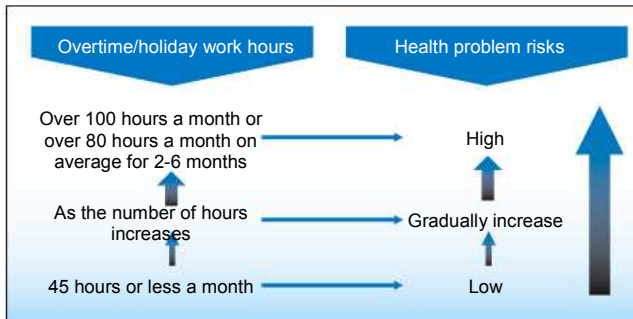 Overtime/holiday work hours
Health problem risks
Over 100 hours a month or
over 80 hours a month on
average for 2-6 months
High
As the number of hours
increases
Gradually increase
45 hours or less a month
Low